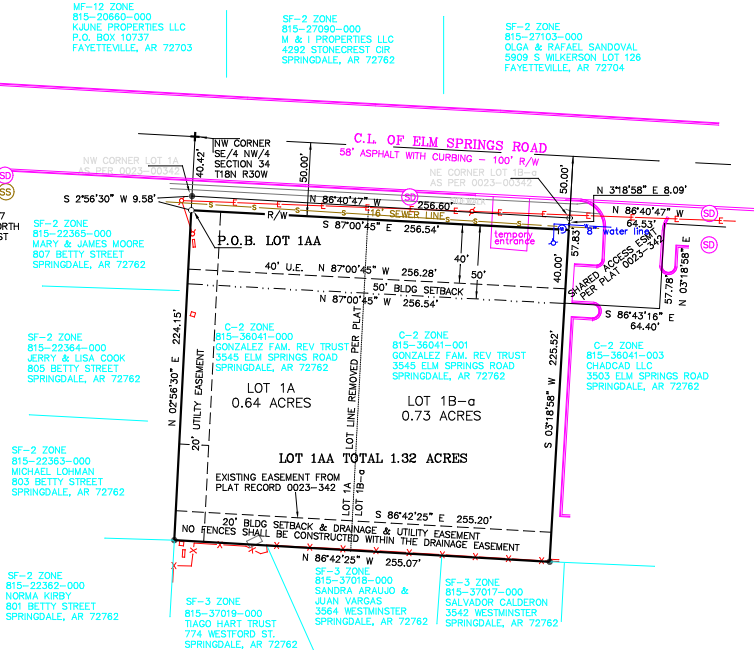 MF-12 ZONE
815-20660-000
KJUNE PROPERTIES LLC
P.O. BOX 10737
FAYETTEVILLE, AR 72703
SF-2 ZONE
815-27090-000
M & I PROPERTIES LLC
4292 STONECREST CIR
SPRINGDALE, AR 72762
SF-2 ZONE
815-27103-000
OLGA & RAFAEL SANDOVAL
5909 S WILKERSON LOT 126
FAYETTEVILLE, AR 72704
C.L. OF ELM SPRINGS ROAD
58' ASPHALT WITH CURBING - 100' R/W
NW CORNER
SE/4 NW/4
SECTION 34
T18N R30W
40.42'
50.00'
50.00'
NW CORNER LOT 1A
AS PER 0023-00342
NE CORNER LOT 1B-a
AS PER 0023-00342
SD
SS
SD
SD
SD
S 2°56'30" W 9.58'
N 86°40'47" W 256.60'
N 3°18'58" E 8.09'
N 86°40'47" W
64.53'
R/W
16' SEWER LINE
S 87°00'45" E 256.54'
8" water line
temporary
entrance
57.83'
SHARED ACCESS ESMT
PER PLAT 0023-342
57.78'
N 03°18'58" E
S 86°43'16" E
64.40'
7
ORTH
ST
SF-2 ZONE
815-22365-000
MARY & JAMES MOORE
807 BETTY STREET
SPRINGDALE, AR 72762
P.O.B. LOT 1AA
40' U.E. N 87°00'45" W 256.28'
40'
50'
40.00'
50' BLDG SETBACK
N 87°00'45" W 256.54'
C-2 ZONE
815-36041-000
GONZALEZ FAM. REV TRUST
3545 ELM SPRINGS ROAD
SPRINGDALE, AR 72762
C-2 ZONE
815-36041-001
GONZALEZ FAM. REV TRUST
3545 ELM SPRINGS ROAD
SPRINGDALE, AR 72762
C-2 ZONE
815-36041-003
CHADCAD LLC
3503 ELM SPRINGS ROAD
SPRINGDALE, AR 72762
SF-2 ZONE
815-22364-000
JERRY & LISA COOK
805 BETTY STREET
SPRINGDALE, AR 72762
N 02°56'30" E 224.15'
20' UTILITY EASEMENT
LOT LINE REMOVED PER PLAT
S 03°18'58" W 225.52'
LOT 1A
0.64 ACRES
LOT 1B-a
0.73 ACRES
LOT 1AA TOTAL 1.32 ACRES
EXISTING EASEMENT FROM
PLAT RECORD 0023-342
LOT 1A
LOT 1B-a
S 86°42'25" E 255.20'
20' BLDG SETBACK & DRAINAGE & UTILITY EASEMENT
NO FENCES SHALL BE CONSTRUCTED WITHIN THE DRAINAGE EASEMENT
N 86°42'25" W 255.07'
SF-2 ZONE
815-22363-000
MICHAEL LOHMAN
803 BETTY STREET
SPRINGDALE, AR 72762
SF-2 ZONE
815-22362-000
NORMA KIRBY
801 BETTY STREET
SPRINGDALE, AR 72762
SF-3 ZONE
815-37019-000
TIAGO HART TRUST
774 WESTFORD ST.
SPRINGDALE, AR 72762
SF-3 ZONE
815-37018-000
SANDRA ARAUJO &
JUAN VARGAS
3564 WESTMINSTER
SPRINGDALE, AR 72762
SF-3 ZONE
815-37017-000
SALVADOR CALDERON
3542 WESTMINSTER
SPRINGDALE, AR 72762